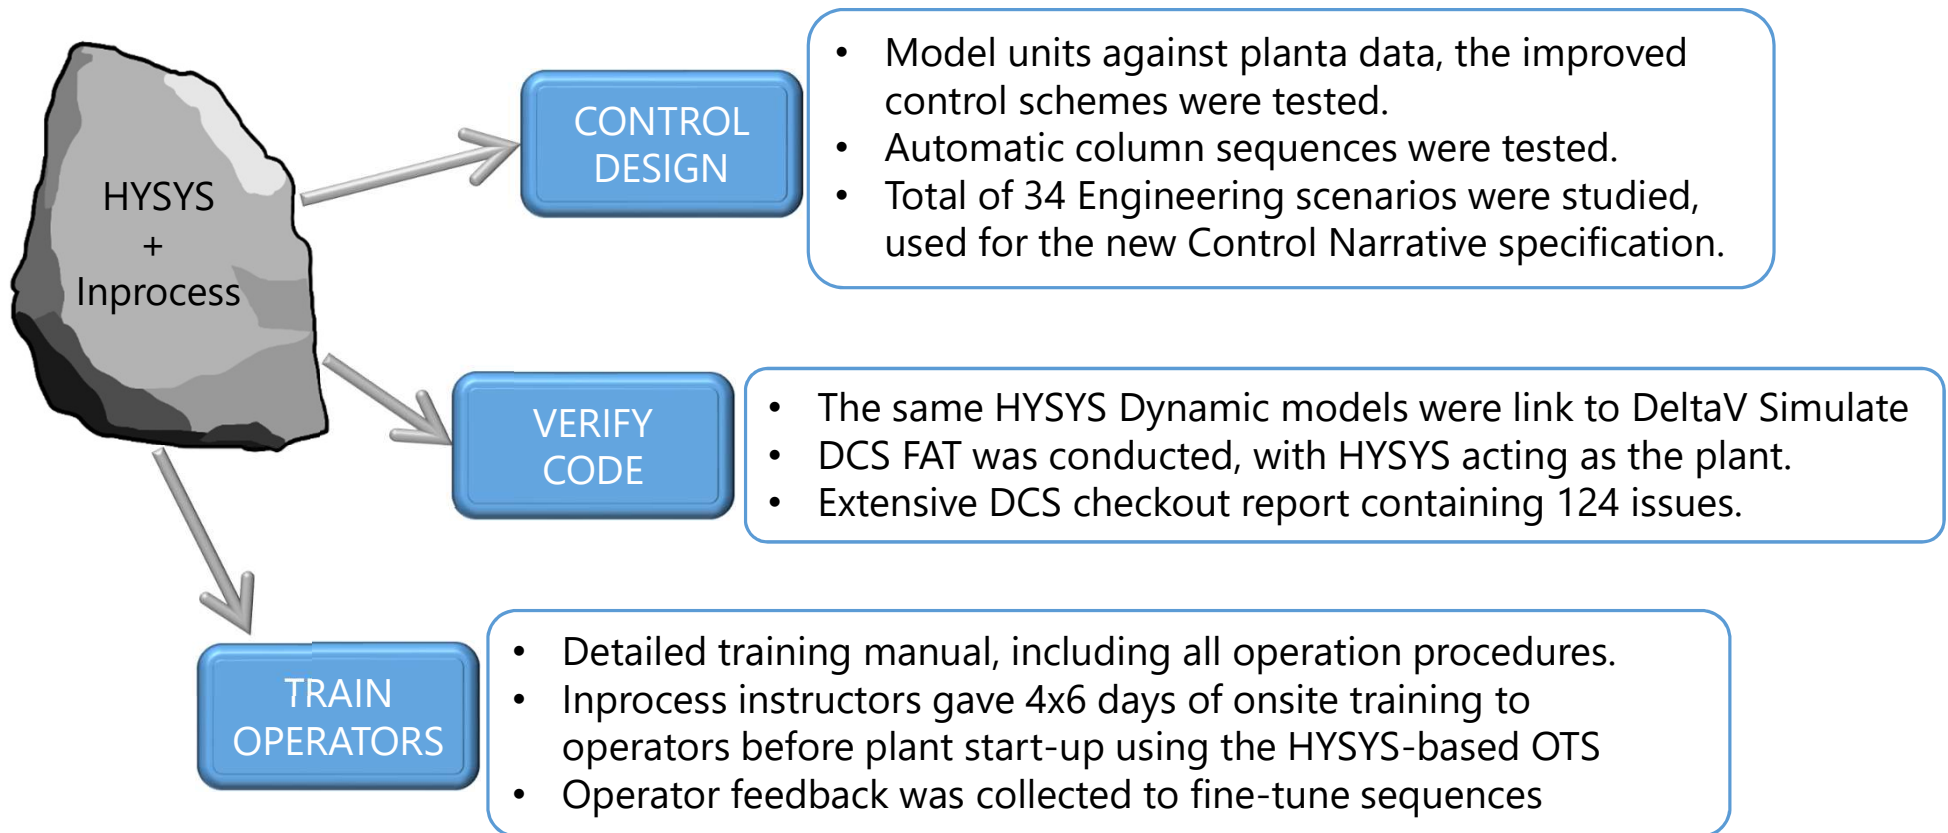 HYSYS
+
Inprocess
CONTROL
DESIGN
• Model units against planta data, the improved
control schemes were tested.
• Automatic column sequences were tested.
• Total of 34 Engineering scenarios were studied,
used for the new Control Narrative specification.
VERIFY
CODE
• The same HYSYS Dynamic models were link to DeltaV Simulate
• DCS FAT was conducted, with HYSYS acting as the plant.
• Extensive DCS checkout report containing 124 issues.
TRAIN
OPERATORS
• Detailed training manual, including all operation procedures.
• Inprocess instructors gave 4x6 days of onsite training to
operators before plant start-up using the HYSYS-based OTS
• Operator feedback was collected to fine-tune sequences